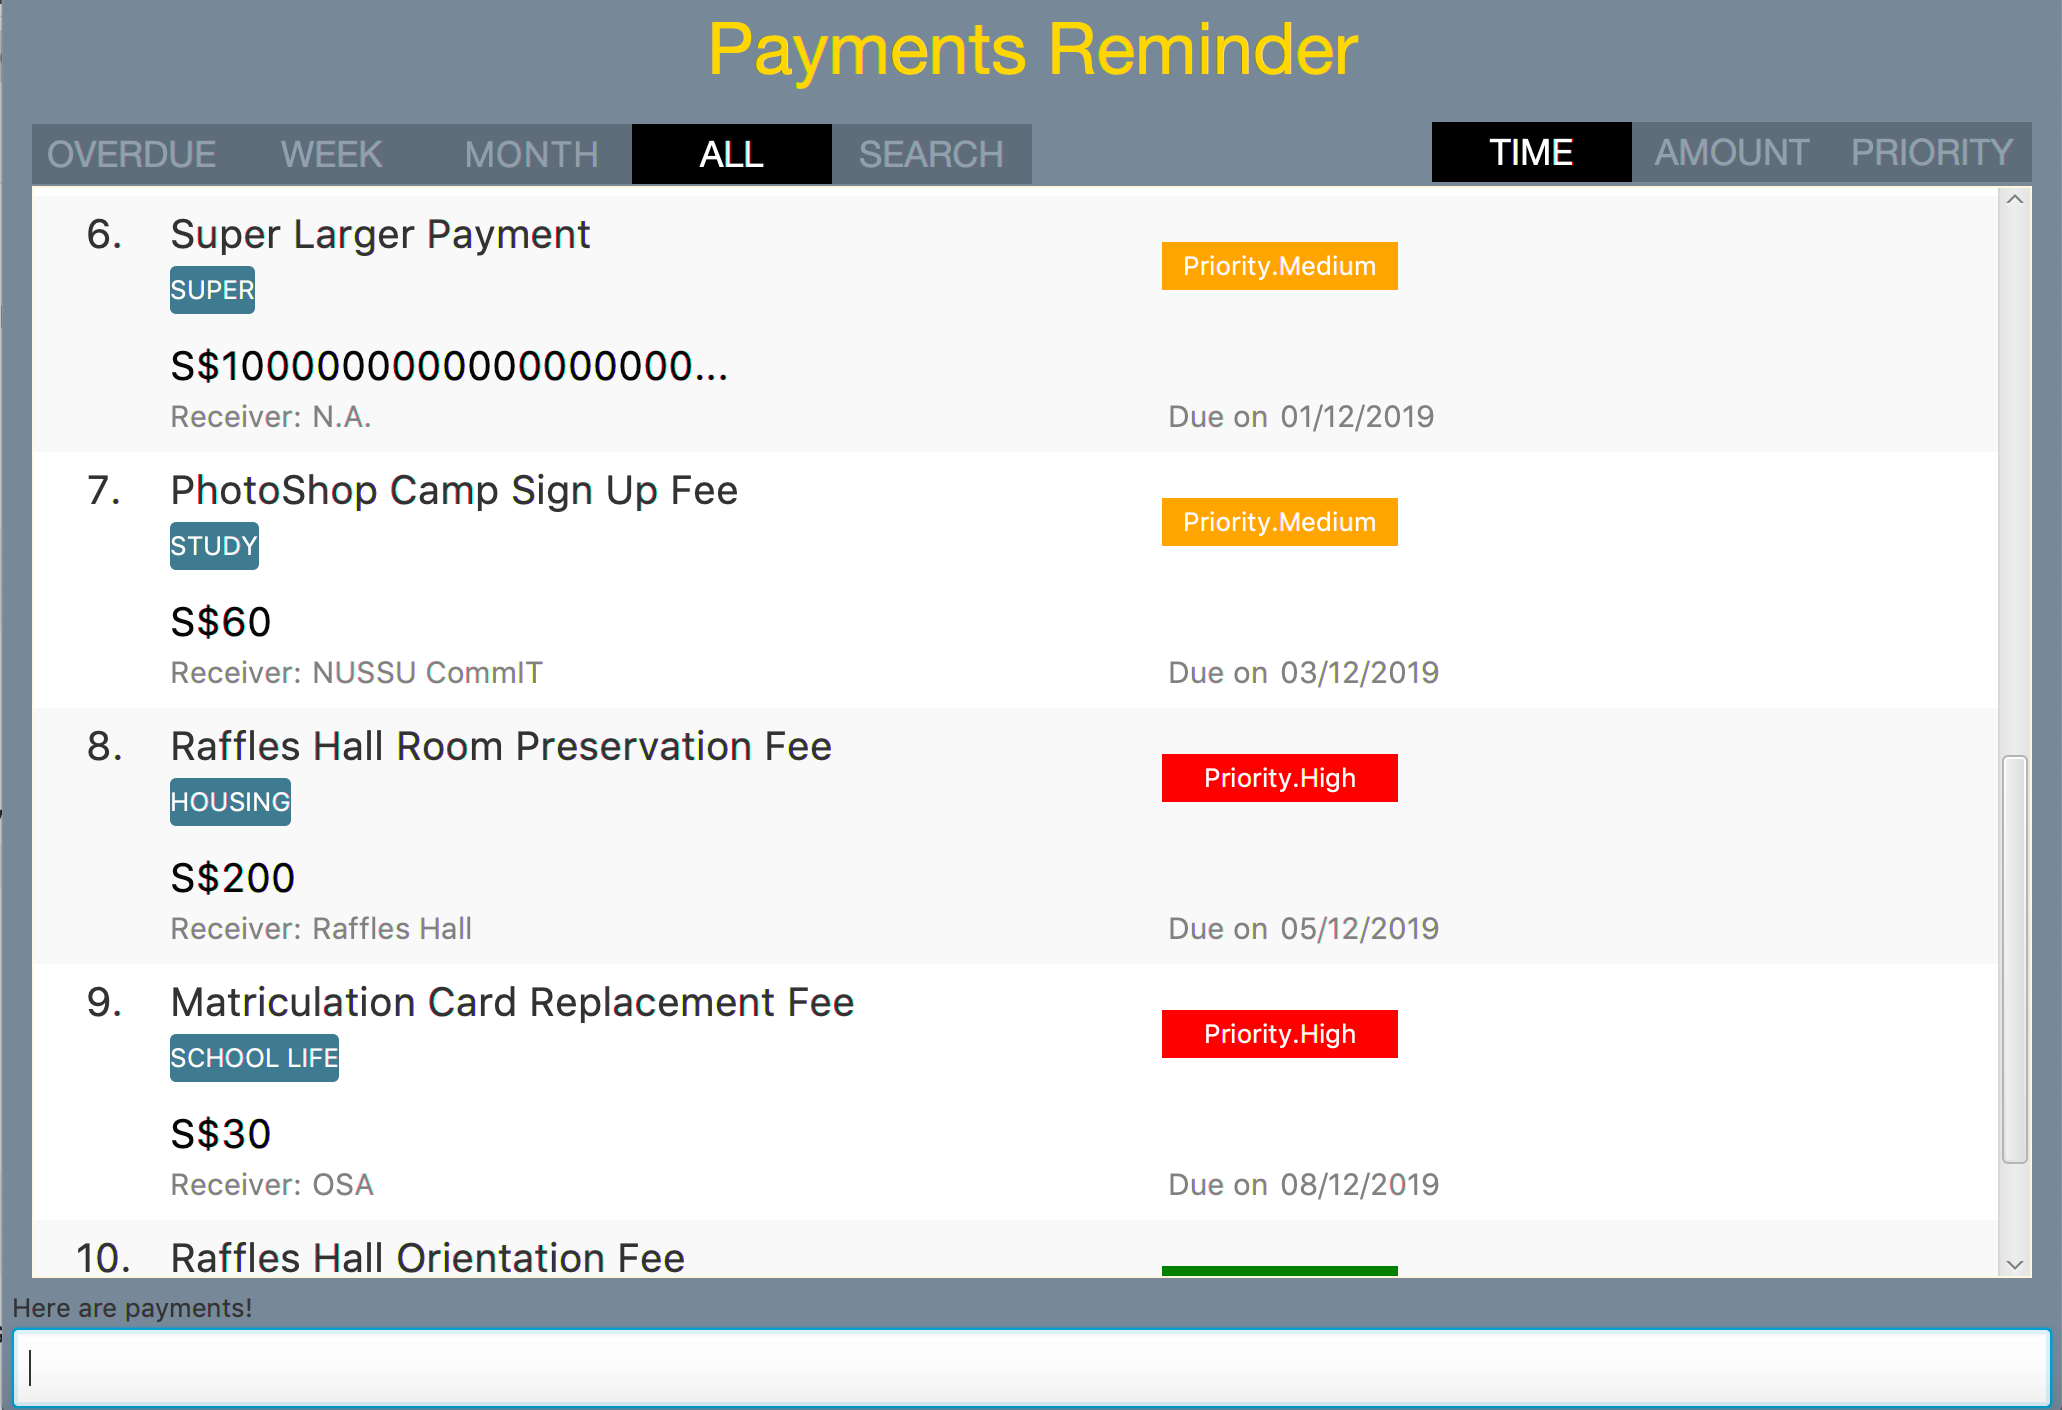 Payments Reminder
OVERDUE WEEK MONTH ALL SEARCH TIME AMOUNT PRIORITY
6. Super Larger Payment
Priority.Medium
SUPER
S$1000000000000000000...
Receiver: N.A. Due on 01/12/2019
7. PhotoShop Camp Sign Up Fee
Priority.Medium
STUDY
S$60
Receiver: NUSSU CommIT Due on 03/12/2019
8. Raffles Hall Room Preservation Fee
Priority.High
HOUSING
S$200
Receiver: Raffles Hall Due on 05/12/2019
9. Matriculation Card Replacement Fee
Priority.High
SCHOOL LIFE
S$30
Receiver: OSA Due on 08/12/2019
10. Raffles Hall Orientation Fee
Here are payments!